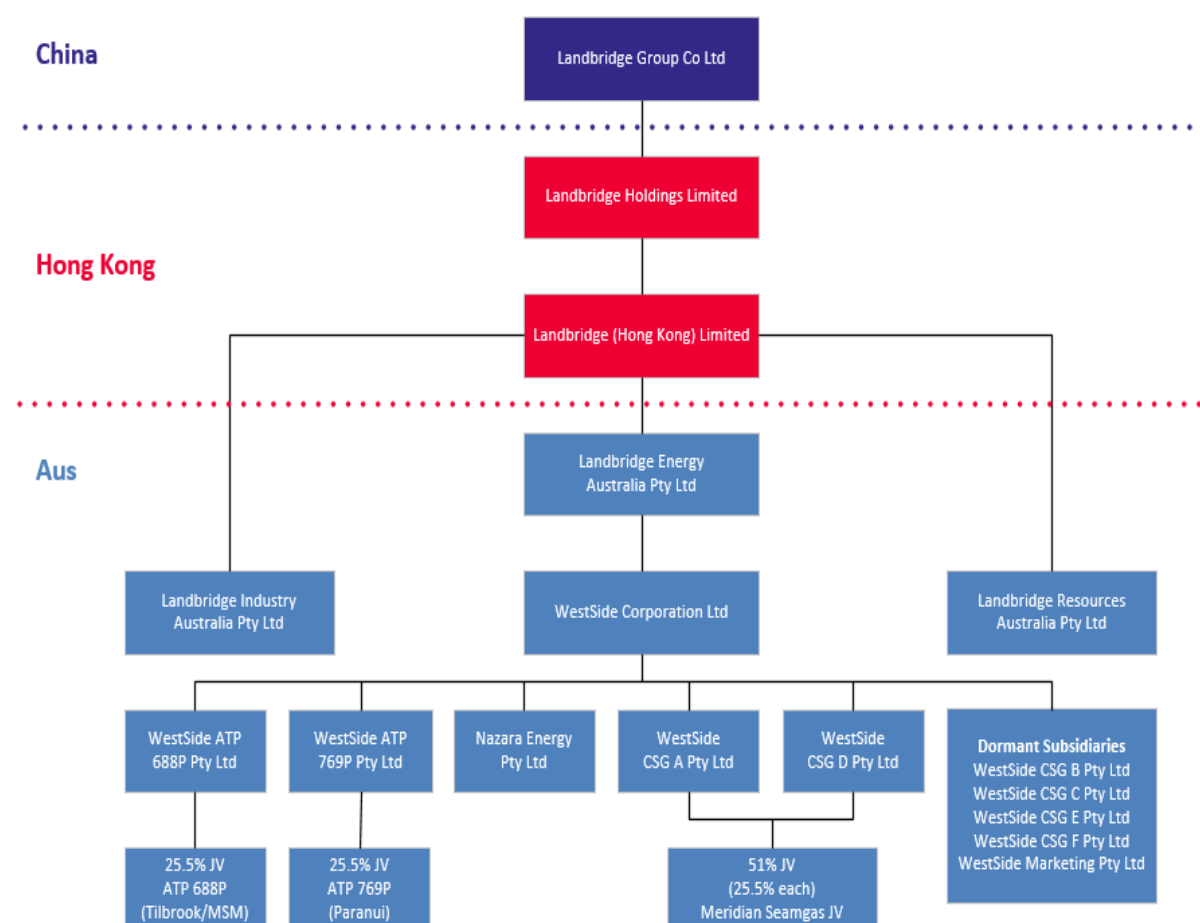 China
Landbridge Group Co Ltd
Landbridge Holdings Limited
Hong Kong
Landbridge (Hong Kong) Limited
Aus
Landbridge Energy
Australia Pty Ltd
Landbridge Industry
Australia Pty Ltd
WestSide Corporation Ltd
Landbridge Resources
Australia Pty Ltd
WestSide ATP
688P Pty Ltd
WestSide ATP
769P Pty Ltd
Nazara Energy
Pty Ltd
WestSide
CSG A Pty Ltd
WestSide
CSG D Pty Ltd
Dormant Subsidiaries
WestSide CSG B Pty Ltd
WestSide CSG C Pty Ltd
WestSide CSG E Pty Ltd
WestSide CSG F Pty Ltd
WestSide Marketing Pty Ltd
25.5% JV
ATP 688P
(Tilbrook/MSM)
25.5% JV
ATP 769P
(Paranui)
51% JV
(25.5% each)
Meridian Seamgas JV